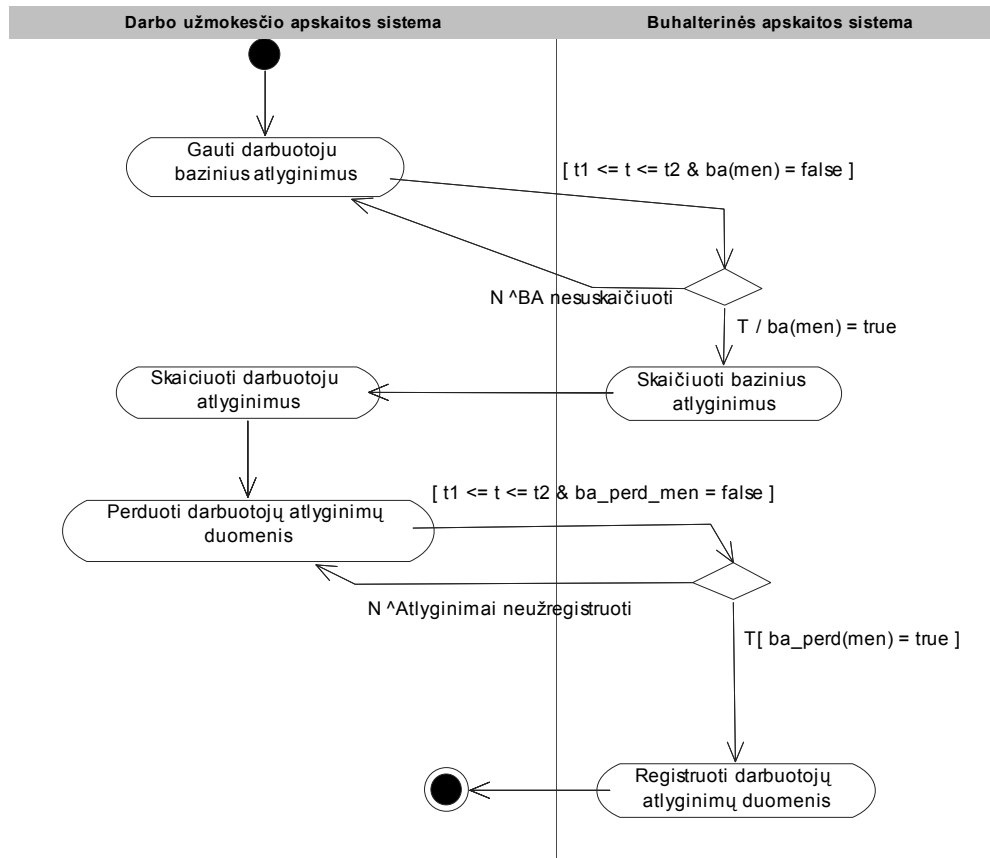 Darbo užmokesčio apskaitos sistema
Buhalterinės apskaitos sistema
Gauti darbuotoju
bazinius atlyginimus
[ t1 <= t <= t2 & ba(men) = false ]
N ^BA nesuskaičiuoti
T / ba(men) = true
Skaiciuoti darbuotoju
atlyginimus
Skaičiuoti bazinius
atlyginimus
[ t1 <= t <= t2 & ba_perd_men = false ]
Perduoti darbuotojų atlyginimų
duomenis
N ^Atlyginimai neužregistruoti
T[ ba_perd(men) = true ]
Registruoti darbuotojų
atlyginimų duomenis